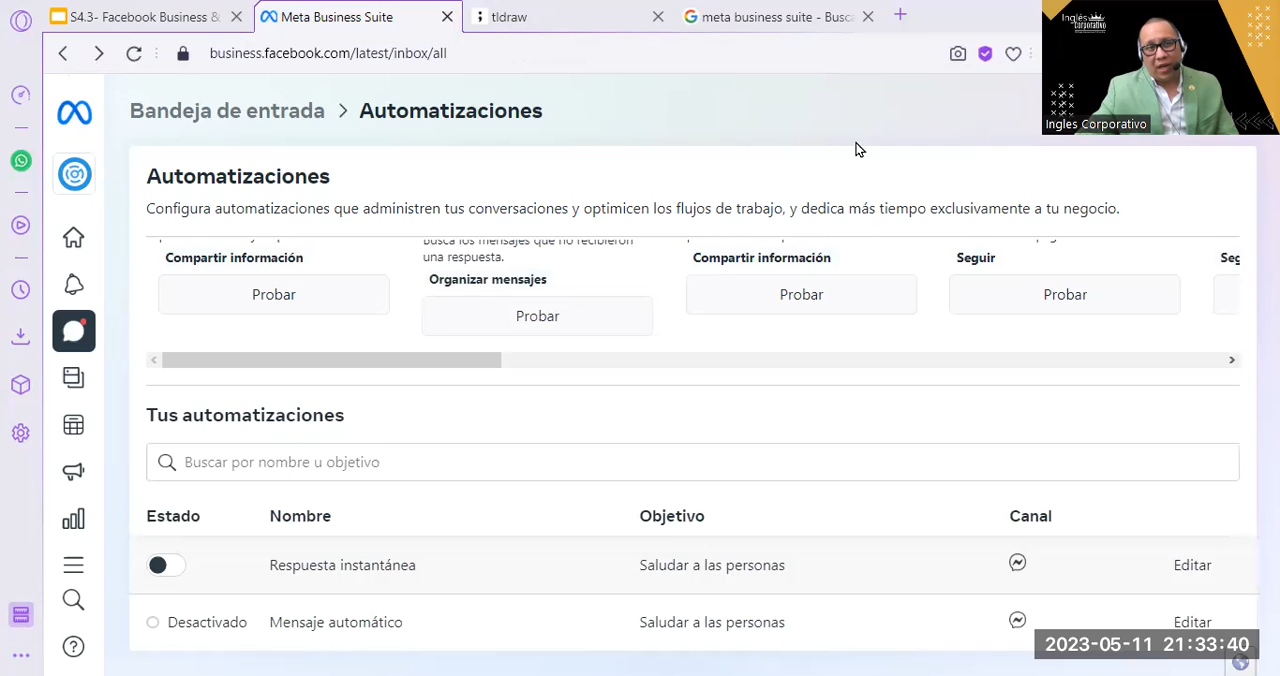 S4.3- Facebook Business &
Meta Business Suite
tldraw
meta business suite - Busc
business.facebook.com/latest/inbox/all
Inglés
Corporativo
Ingles Corporativo
Bandeja de entrada > Automatizaciones
Automatizaciones
Configura automatizaciones que administren tus conversaciones y optimicen los flujos de trabajo, y dedica más tiempo exclusivamente a tu negocio.
Busca los mensajes que no recibieron
una respuesta.
Compartir información
Organizar mensajes
Compartir información
Seguir
Seg
Probar
Probar
Probar
Probar
Tus automatizaciones
Buscar por nombre u objetivo
Estado Nombre Objetivo Canal
Respuesta instantánea Saludar a las personas Editar
Desactivado Mensaje automático Saludar a las personas Editar
2023-05-11 21:33:40